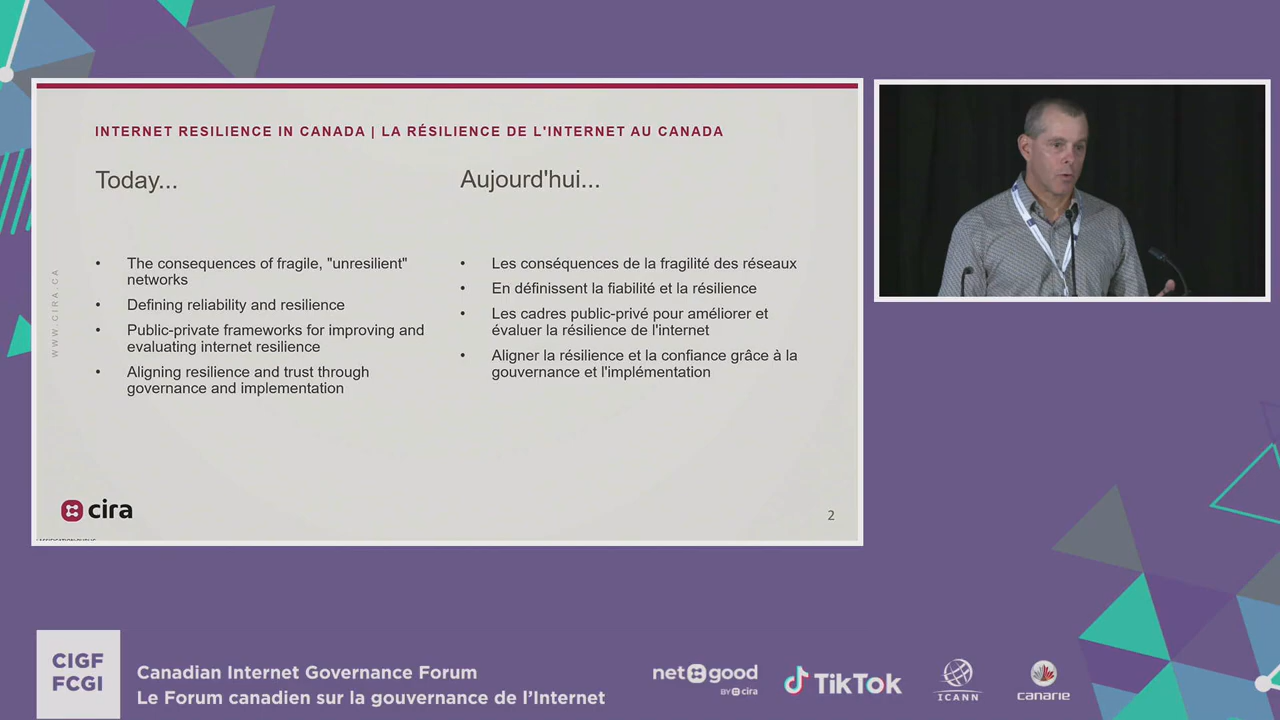 INTERNET RESILIENCE IN CANADA | LA RÉSILIENCE DE L'INTERNET AU CANADA
Today...
The consequences of fragile, "unresilient"
networks
Defining reliability and resilience
Public-private frameworks for improving and
evaluating internet resilience
Aligning resilience and trust through
governance and implementation
Aujourd'hui...
Les conséquences de la fragilité des réseaux
En définissent la fiabilité et la résilience
Les cadres public-privé pour améliorer et
évaluer la résilience de l'internet
Aligner la résilience et la confiance grâce à la
gouvernance et l'implémentation
WWW.CIRA.CA
cira
2
CIGF
FCGI
Canadian Internet Governance Forum
Le Forum canadien sur la gouvernance de l'Internet
net good
BY cira
TikTok
ICANN
canarie